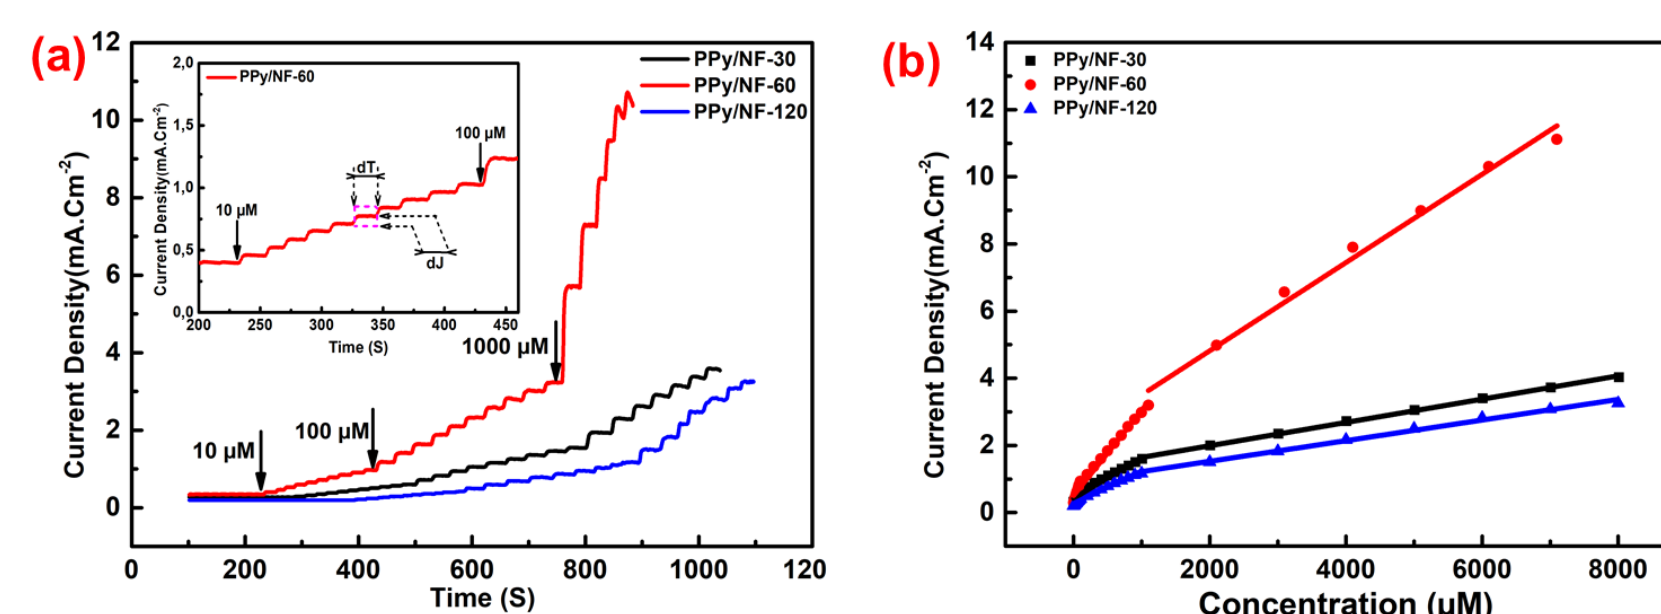 (a)
12
10
8
6
4
2
0
Current Density(mA.Cm-2)
0 200 400 600 800 1000 120
Time (S)
PPy/NF-30
PPy/NF-60
PPy/NF-120
10 µM
100 µM
1000 µM
2,0
1,5
1,0
0,5
0,0
Current Density(mA.Cm-2)
PPy/NF-60
10 µM
dT
100 µM
dJ
200 250 300 350 400 450
Time (S)
(b)
14
12
10
8
6
4
2
0
Current Density(mA.Cm-2)
PPy/NF-30
PPy/NF-60
PPy/NF-120
0 2000 4000 6000 8000
Concentration (µM)